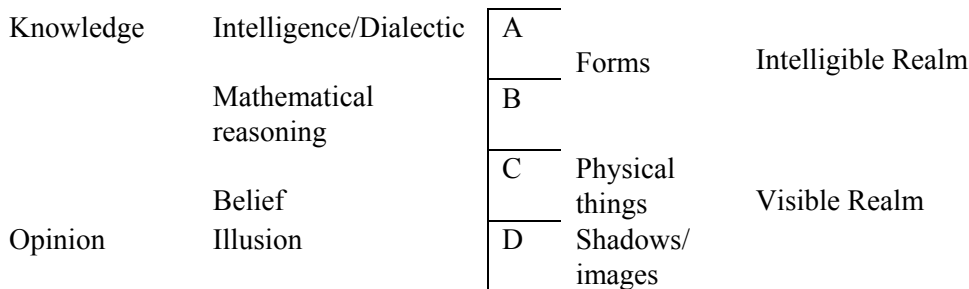 Knowledge Intelligence/Dialectic A
Forms Intelligible Realm
Mathematical B
reasoning
C Physical
Belief things Visible Realm
Opinion Illusion D Shadows/
images